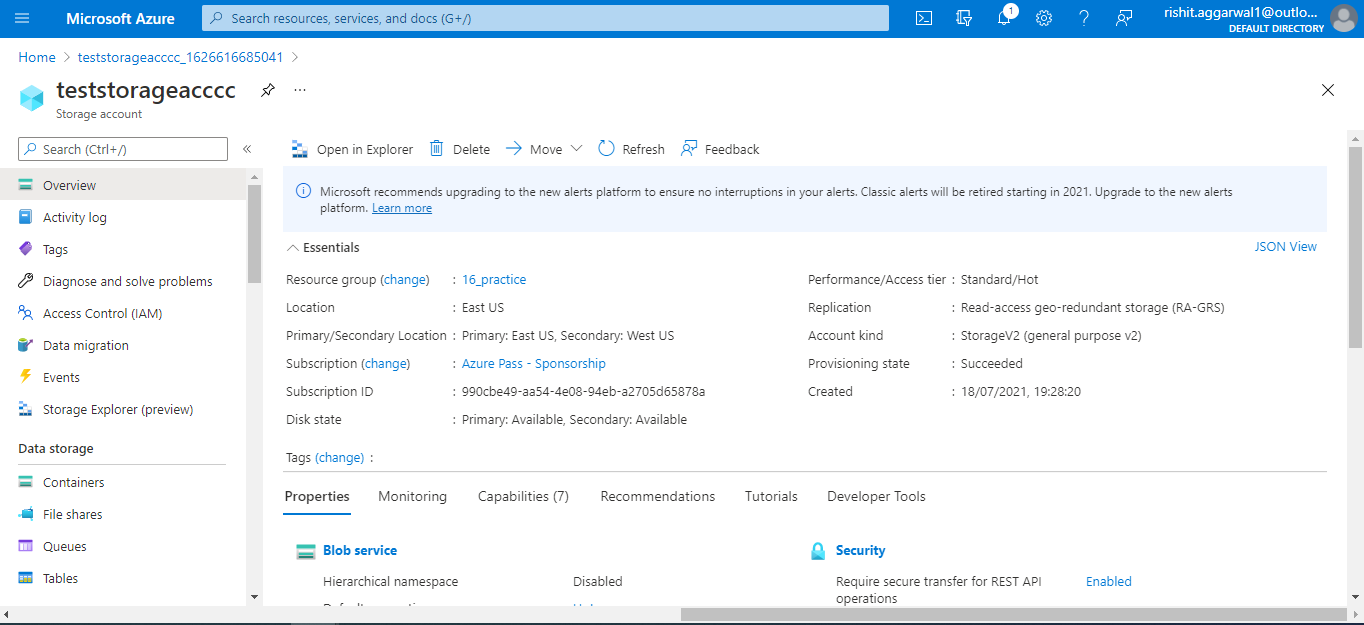 Microsoft Azure
Search resources, services, and docs (G+/)
1
rishit.aggarwal1@outlo...
DEFAULT DIRECTORY
Home > teststorageacccc_1626616685041 >
teststorageacccc
Storage account
Search (Ctrl+/)
Overview
Activity log
Tags
Diagnose and solve problems
Access Control (IAM)
Data migration
Events
Storage Explorer (preview)
Data storage
Containers
File shares
Queues
Tables
Open in Explorer Delete Move Refresh Feedback
Microsoft recommends upgrading to the new alerts platform to ensure no interruptions in your alerts. Classic alerts will be retired starting in 2021. Upgrade to the new alerts
platform. Learn more
Essentials
JSON View
Resource group (change) : 16_practice
Location : East US
Primary/Secondary Location : Primary: East US, Secondary: West US
Subscription (change) : Azure Pass - Sponsorship
Subscription ID : 990cbe49-aa54-4e08-94eb-a2705d65878a
Disk state : Primary: Available, Secondary: Available
Performance/Access tier : Standard/Hot
Replication : Read-access geo-redundant storage (RA-GRS)
Account kind : StorageV2 (general purpose v2)
Provisioning state : Succeeded
Created : 18/07/2021, 19:28:20
Tags (change) :
Properties Monitoring Capabilities (7) Recommendations Tutorials Developer Tools
Blob service
Hierarchical namespace Disabled
Security
Require secure transfer for REST API Enabled
operations